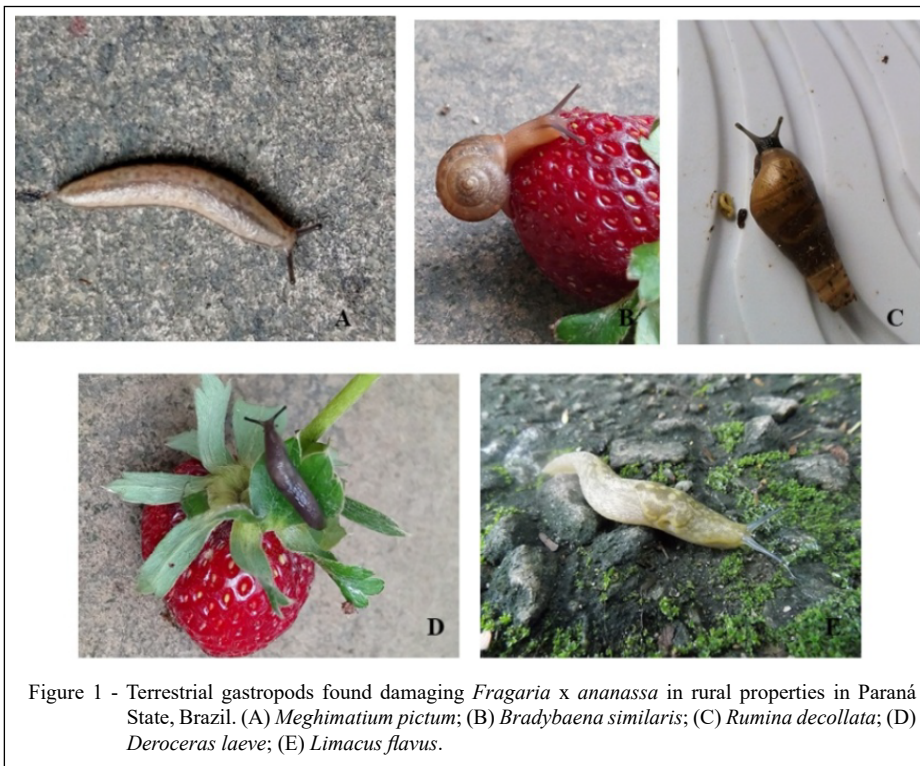 A
B
C
D
E
Figure 1 - Terrestrial gastropods found damaging Fragaria x ananassa in rural properties in Paraná
State, Brazil. (A) Meghimatium pictum; (B) Bradybaena similaris; (C) Rumina decollata; (D)
Deroceras laeve; (E) Limacus flavus.